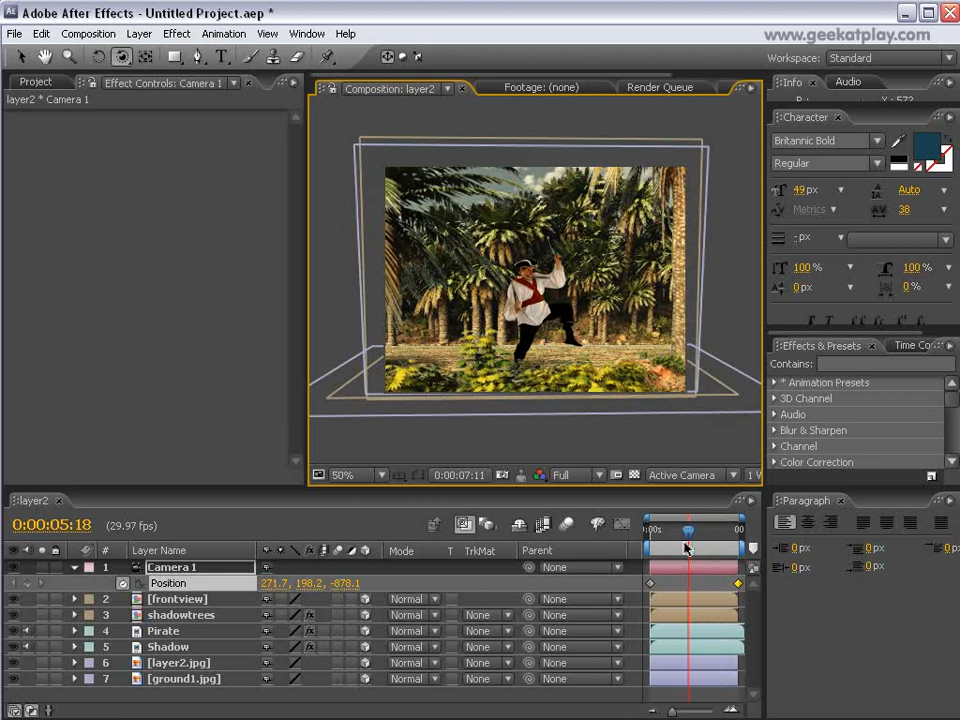 Adobe After Effects - Untitled Project.aep *
File Edit Composition Layer Effect Animation View Window Help
www.geekatplay.com
Workspace: Standard
Project Effect Controls: Camera 1
layer2 * Camera 1
Composition: layer2 Footage: (none) Render Queue
50% 0:00:07:11 Full Active Camera 1 V
Info Audio
Character
Britannic Bold
Regular
49 px Auto
Metrics 38
- px
100 % 100 %
0 px 0 %
Effects & Presets Time Co
Contains:
* Animation Presets
3D Channel
Audio
Blur & Sharpen
Channel
Color Correction
layer2
0:00:05:18 (29.97 fps)
# Layer Name Mode T TrkMat Parent
1 Camera 1 None
Position 271.7, 198.2, -878.1
2 [frontview] Normal None
3 shadowtrees Normal None None
4 Pirate Normal None None
5 Shadow Normal None None
6 [layer2.jpg] Normal None None
7 [ground1.jpg] Normal None None
Paragraph
0 px 0 px
0 px 0 px